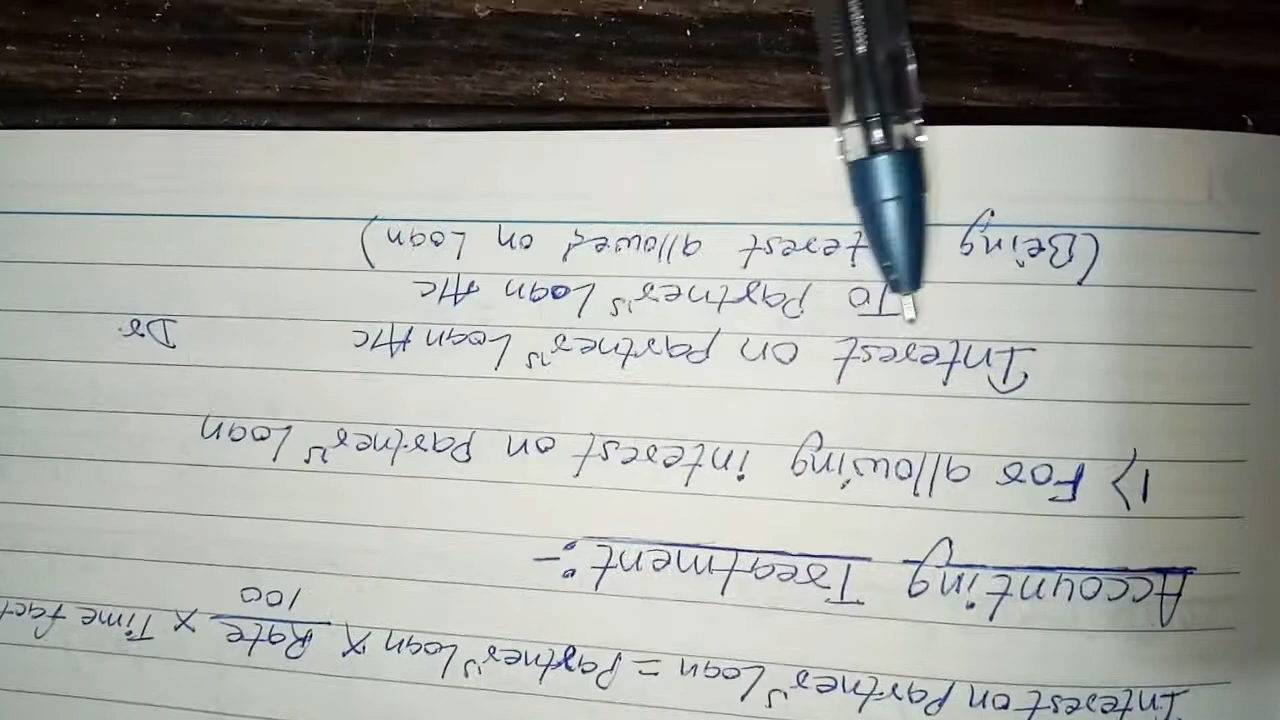 Interest on Partner's Loan = Partner's Loan × Rate/100 × Time fact
Accounting Treatment:-
1) For allowing interest on Partner's Loan
Interest on partner's Loan A/c Dr
To Partner's Loan A/c
(Being terest allowed on Loan)